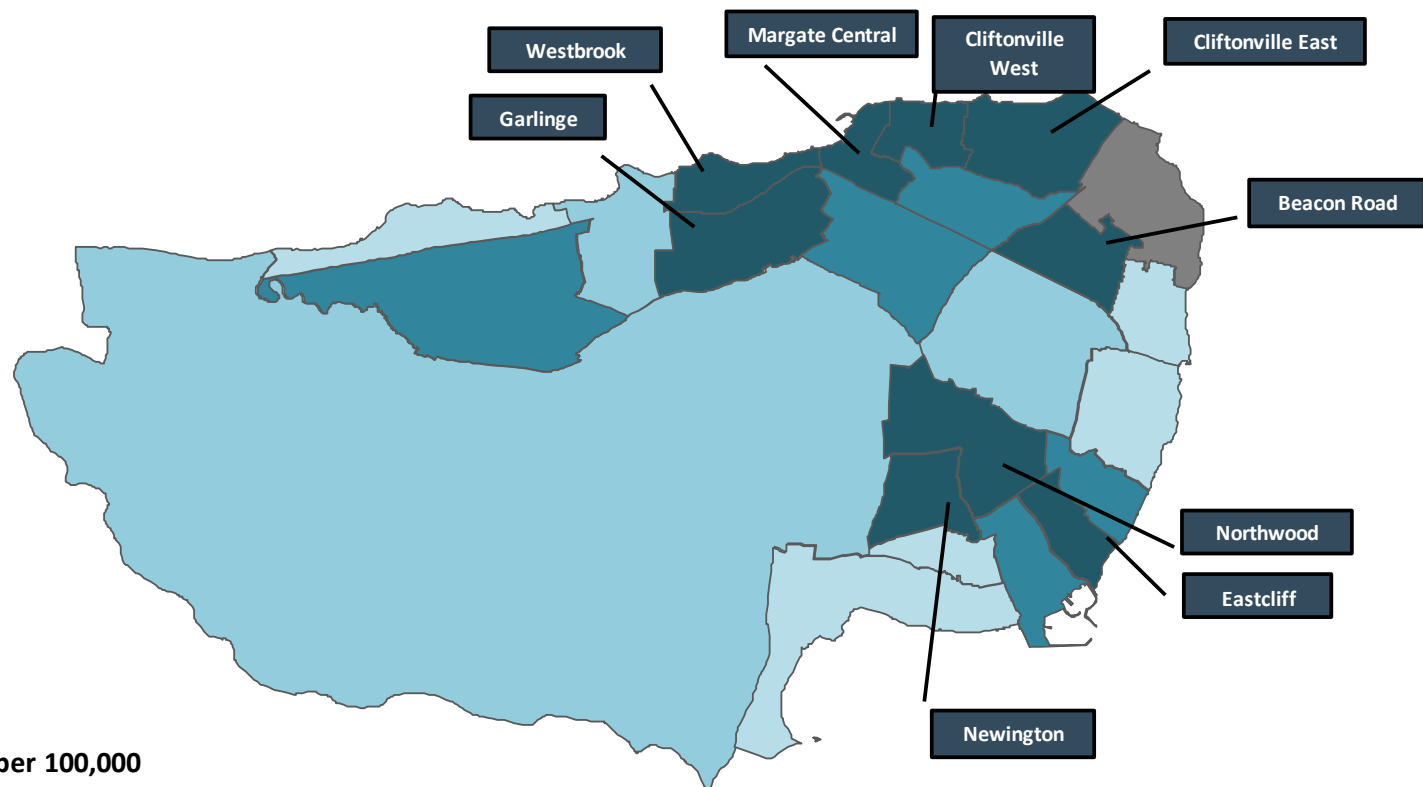 Margate Central
Cliftonville
West
Cliftonville East
Westbrook
Garlinge
Beacon Road
Northwood
Eastcliff
Newington
per 100,000